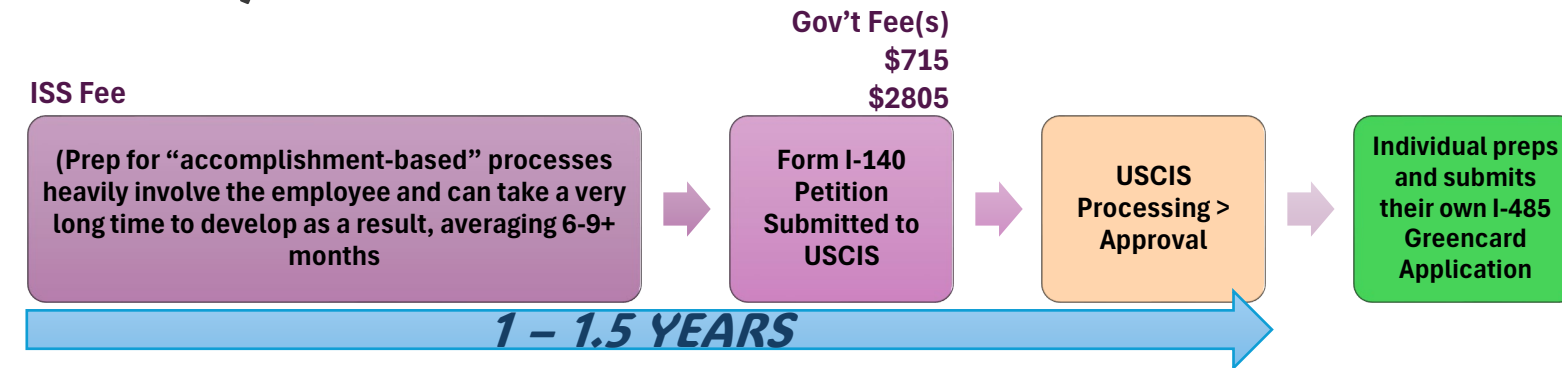 Gov’t Fee(s)
$715
$2805
ISS Fee
(Prep for “accomplishment-based” processes
heavily involve the employee and can take a very
long time to develop as a result, averaging 6-9+
months
Form I-140
Petition
Submitted to
USCIS
USCIS
Processing >
Approval
Individual preps
and submits
their own I-485
Greencard
Application
1 – 1.5 YEARS